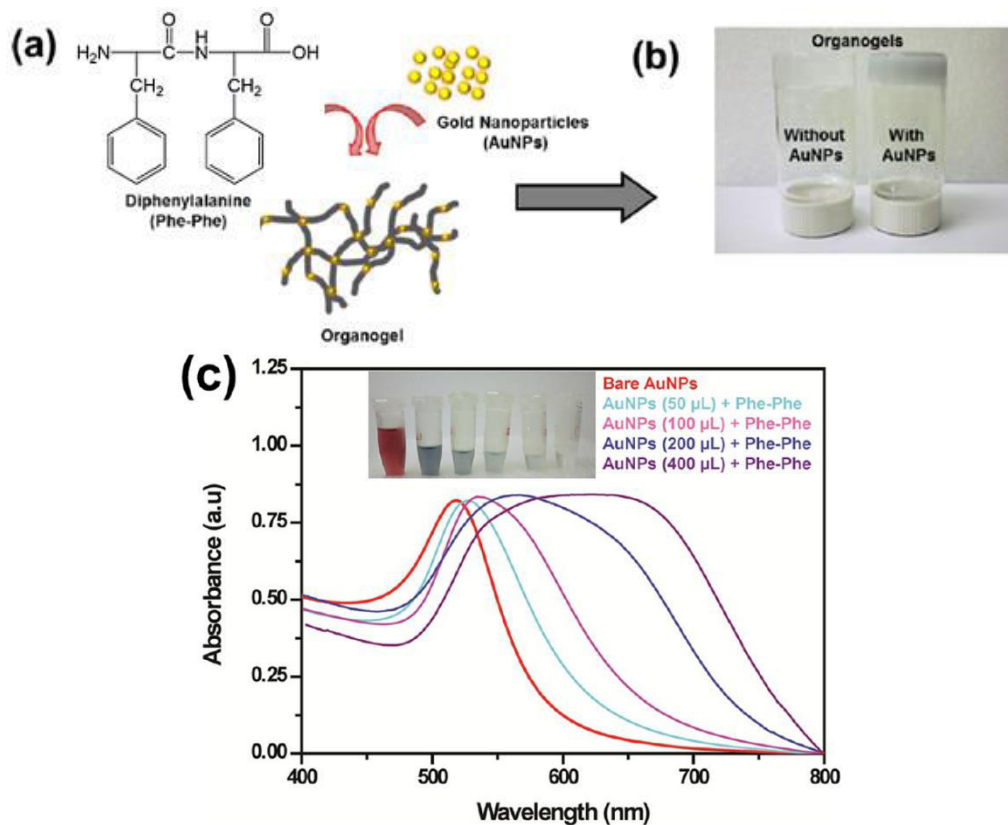 (a)
O
H
N
O
H₂N
OH
CH₂
CH₂
Diphenylalanine
(Phe-Phe)
Gold Nanoparticles
(AuNPs)
Organogel
(b)
Organogels
Without
AuNPs
With
AuNPs
(c)
Bare AuNPs
AuNPs (50 μL) + Phe-Phe
AuNPs (100 μL) + Phe-Phe
AuNPs (200 μL) + Phe-Phe
AuNPs (400 μL) + Phe-Phe
1.25
1.00
0.75
0.50
0.25
0.00
Absorbance (a.u)
400
500
600
700
800
Wavelength (nm)